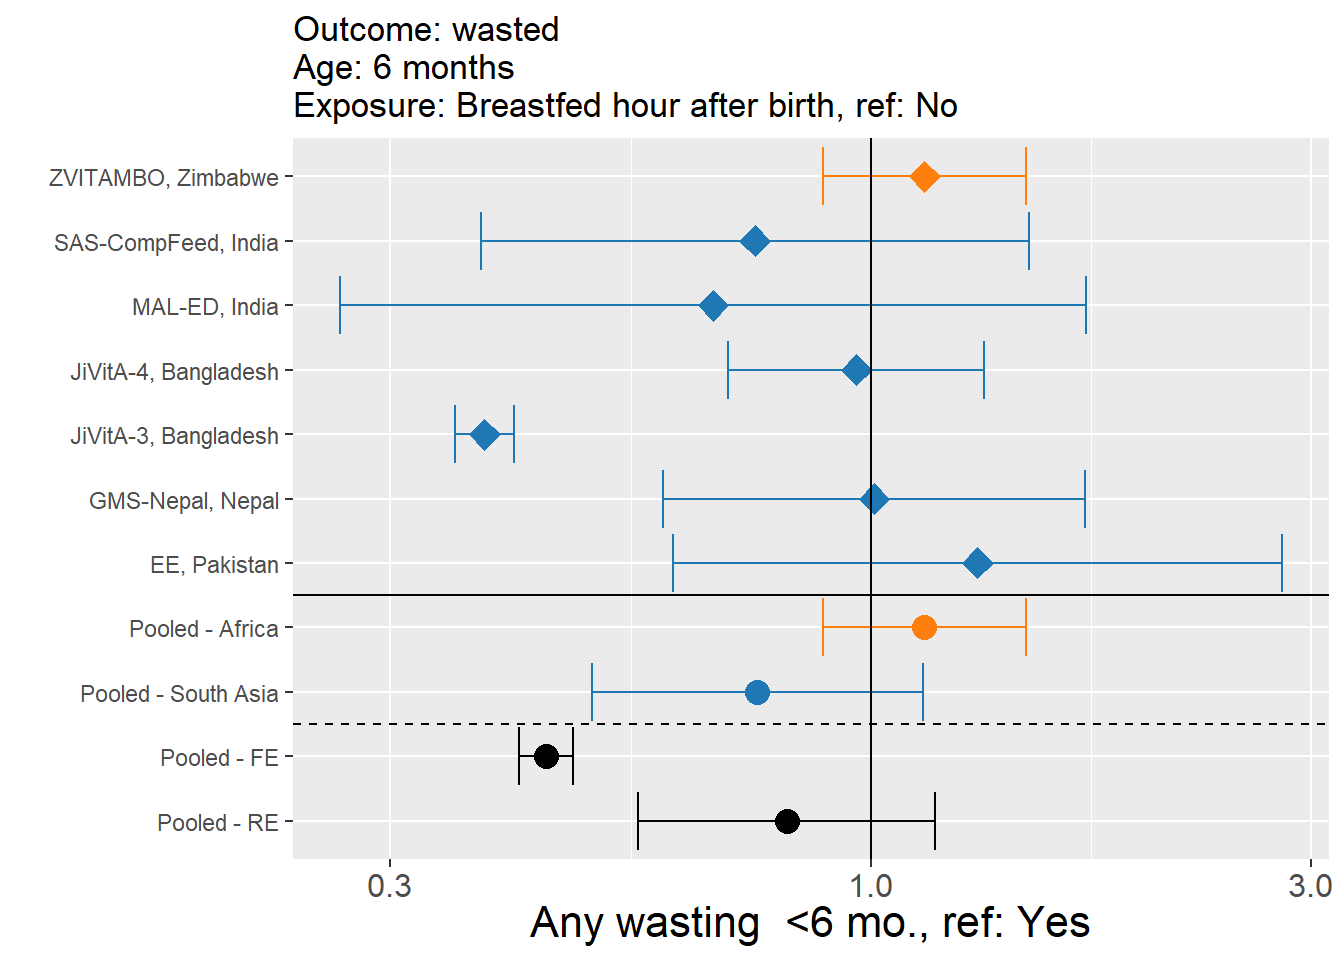 Outcome: wasted
Age: 6 months
Exposure: Breastfed hour after birth, ref: No
ZVITAMBO, Zimbabwe
SAS-CompFeed, India
MAL-ED, India
JiVitA-4, Bangladesh
JiVitA-3, Bangladesh
GMS-Nepal, Nepal
EE, Pakistan
Pooled - Africa
Pooled - South Asia
Pooled - FE
Pooled - RE
0.3 1.0 3.0
Any wasting  <6 mo., ref: Yes